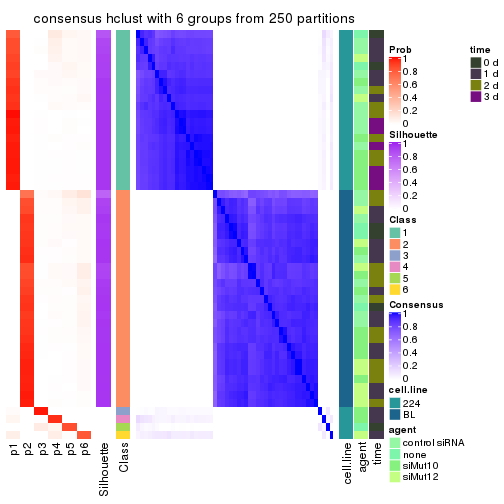 consensus hclust with 6 groups from 250 partitions
Prob
1
0.8
0.6
0.4
0.2
0
Silhouette
1
0.8
0.6
0.4
0.2
0
Class
1
2
3
4
5
6
Consensus
1
0.8
0.6
0.4
0.2
0
cell.line
224
BL
agent
control siRNA
none
siMut10
siMut12
time
0 d
1 d
2 d
3 d
p1
p2
p3
p4
p5
p6
Silhouette
Class
cell.line
agent
time